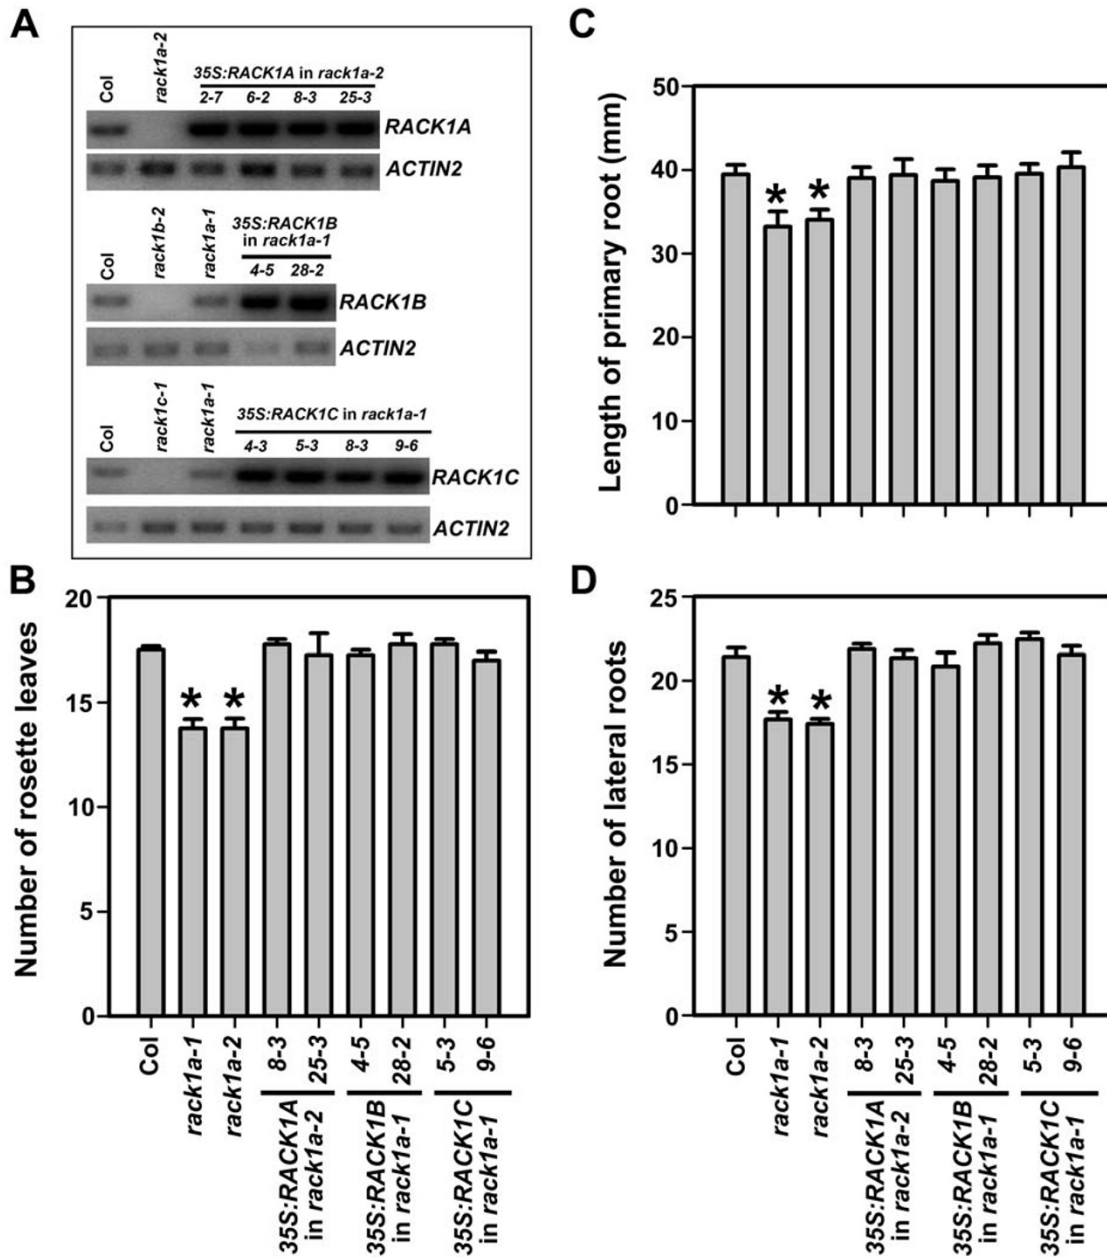 A
Col
rack1a-2
35S:RACK1A in rack1a-2
2-7 6-2 8-3 25-3
RACK1A
ACTIN2
Col
rack1b-2
rack1a-1
35S:RACK1B
in rack1a-1
4-5 28-2
RACK1B
ACTIN2
Col
rack1c-1
rack1a-1
35S:RACK1C in rack1a-1
4-3 5-3 8-3 9-6
RACK1C
ACTIN2
B
Number of rosette leaves
20
15
10
5
0
* *
Col
rack1a-1
rack1a-2
8-3
25-3
4-5
28-2
5-3
9-6
35S:RACK1A
in rack1a-2
35S:RACK1B
in rack1a-1
35S:RACK1C
in rack1a-1
C
Length of primary root (mm)
50
40
30
20
10
0
* *
D
Number of lateral roots
25
20
15
10
5
0
* *
Col
rack1a-1
rack1a-2
8-3
25-3
4-5
28-2
5-3
9-6
35S:RACK1A
in rack1a-2
35S:RACK1B
in rack1a-1
35S:RACK1C
in rack1a-1